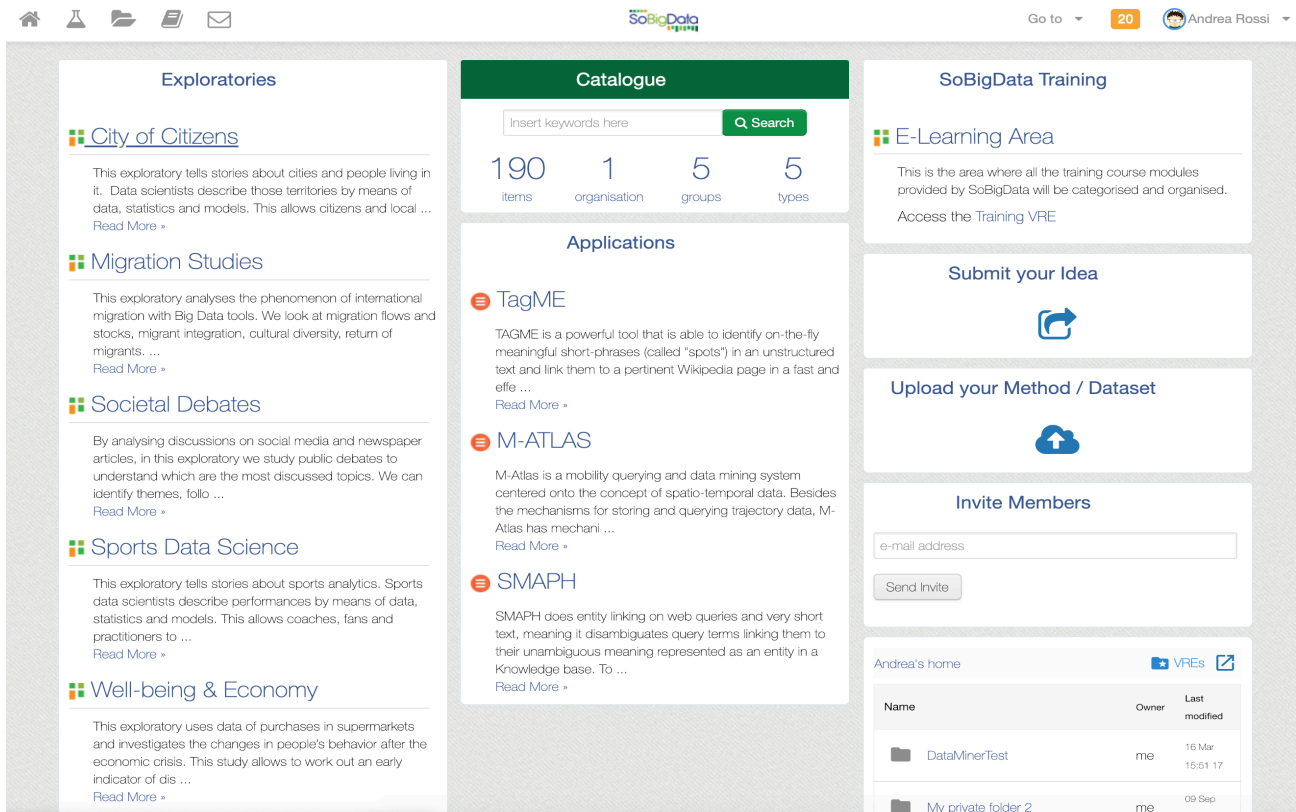 SoBigData
Go to
20
Andrea Rossi
Exploratories
City of Citizens
This exploratory tells stories about cities and people living in
it. Data scientists describe those territories by means of
data, statistics and models. This allows citizens and local ...
Read More »
Migration Studies
This exploratory analyses the phenomenon of international
migration with Big Data tools. We look at migration flows and
stocks, migrant integration, cultural diversity, return of
migrants. ...
Read More »
Societal Debates
By analysing discussions on social media and newspaper
articles, in this exploratory we study public debates to
understand which are the most discussed topics. We can
identify themes, follo ...
Read More »
Sports Data Science
This exploratory tells stories about sports analytics. Sports
data scientists describe performances by means of data,
statistics and models. This allows coaches, fans and
practitioners to ...
Read More »
Well-being & Economy
This exploratory uses data of purchases in supermarkets
and investigates the changes in people's behavior after the
economic crisis. This study allows to work out an early
indicator of dis ...
Read More »
Catalogue
Insert keywords here
Search
190 1 5 5
items organisation groups types
Applications
TagME
TAGME is a powerful tool that is able to identify on-the-fly
meaningful short-phrases (called "spots") in an unstructured
text and link them to a pertinent Wikipedia page in a fast and
effe ...
Read More »
M-ATLAS
M-Atlas is a mobility querying and data mining system
centered onto the concept of spatio-temporal data. Besides
the mechanisms for storing and querying trajectory data, M-
Atlas has mechani ...
Read More »
SMAPH
SMAPH does entity linking on web queries and very short
text, meaning it disambiguates query terms linking them to
their unambiguous meaning represented as an entity in a
Knowledge base. To ...
Read More »
SoBigData Training
E-Learning Area
This is the area where all the training course modules
provided by SoBigData will be categorised and organised.
Access the Training VRE
Submit your Idea
Upload your Method / Dataset
Invite Members
e-mail address
Send Invite
Andrea's home VREs
Name Owner Last
modified
DataMinerTest me 16 Mar
15:51 17
My private folder 2 me 09 Sep